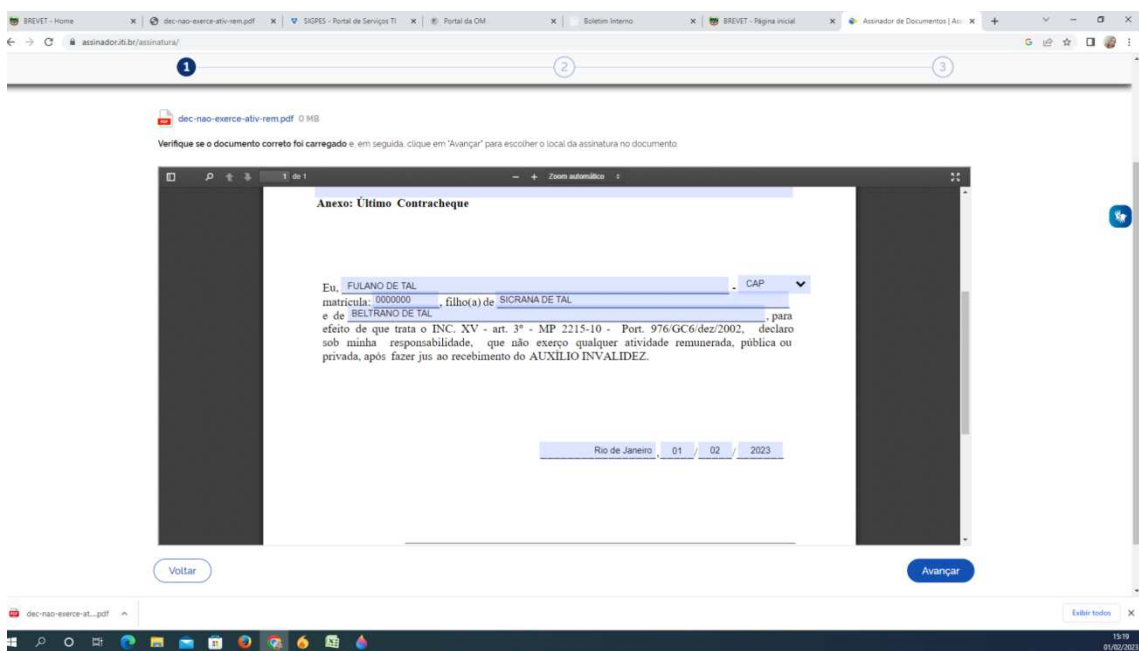 BREVET - Home
dec-nao-exerce-ativ-rem.pdf
SIGPES - Portal de Serviços TI
Portal da OM
Boletim Interno
BREVET - Página inicial
Assinador de Documentos | As
assinador.iti.br/assinatura/
1
2
3
dec-nao-exerce-ativ-rem.pdf 0 MB
Verifique se o documento correto foi carregado e, em seguida, clique em "Avançar" para escolher o local da assinatura no documento
1 de 1
Zoom automático
Anexo: Último Contracheque
Eu, FULANO DE TAL - CAP
matrícula: 0000000 , filho(a) de SICRANA DE TAL
e de BELTRANO DE TAL , para
efeito de que trata o INC. XV - art. 3º - MP 2215-10 - Port. 976/GC6/dez/2002, declaro
sob minha responsabilidade, que não exerço qualquer atividade remunerada, pública ou
privada, após fazer jus ao recebimento do AUXÍLIO INVALIDEZ.
Rio de Janeiro , 01 / 02 / 2023
Voltar
Avançar
dec-nao-exerce-at....pdf
Exibir todos
15:19
01/02/2023